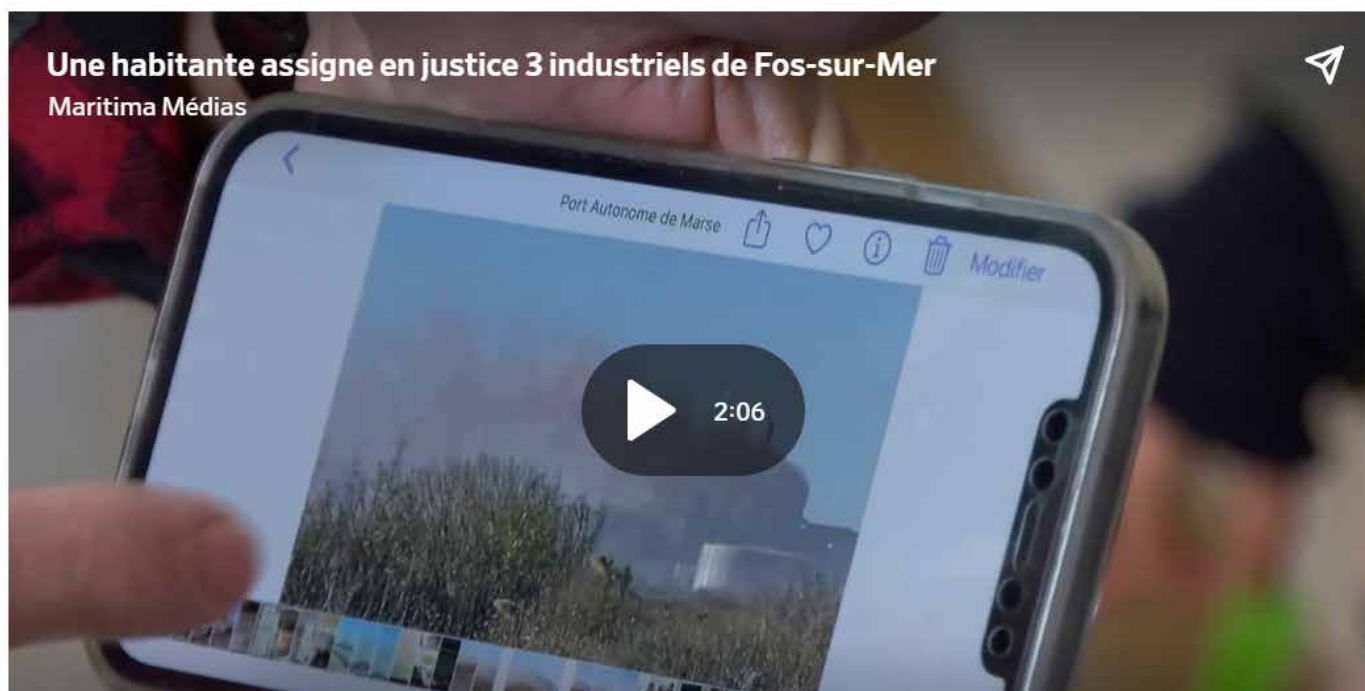 Une habitante assigne en justice 3 industriels de Fos-sur-Mer
Maritima Médias
Port Autonome de Marse
Modifier
2:06